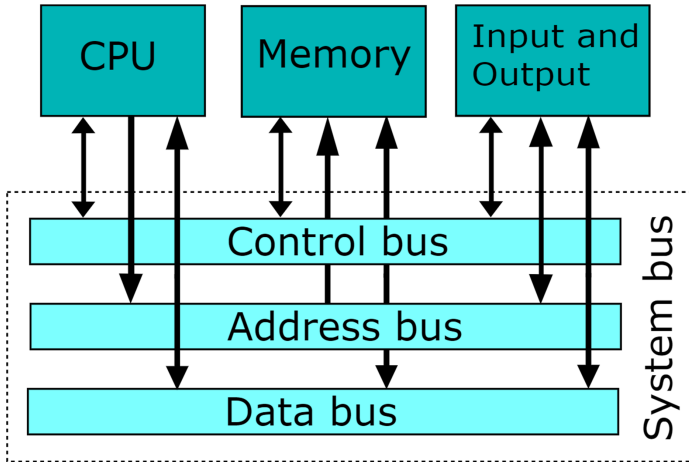 CPU
Memory
Input and
Output
Control bus
Address bus
Data bus
System bus